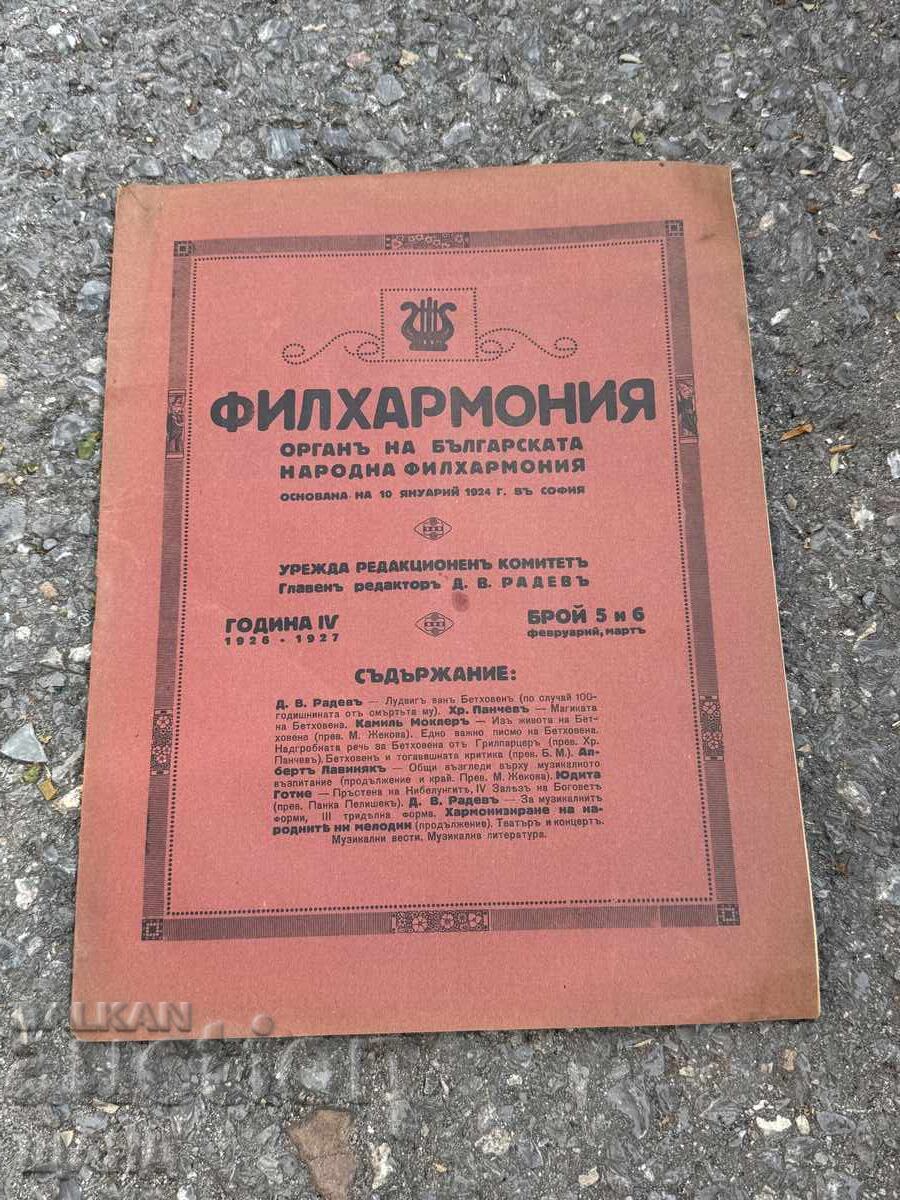 ФИЛХАРМОНИЯ
ОРГАНЪ НА БЪЛГАРСКАТА
НАРОДНА ФИЛХАРМОНИЯ
ОСНОВАНА НА 10 ЯНУАРИЙ 1924 Г. ВЪ СОФИЯ
УРЕЖДА РЕДАКЦИОНЕНЪ КОМИТЕТЪ
Главенъ редакторъ Д. В. РАДЕВЪ
ГОДИНА IV
1926 - 1927
БРОЙ 5 и 6
февруарий, мартъ
СЪДЪРЖАНИЕ:
Д. В. Радевъ — Лудвигъ ванъ Бетховенъ (по случай 100-
годишнината отъ смъртьта му). Хр. Панчевъ — Магиката
на Бетховена. Камилъ Моклеръ — Изъ живота на Бет-
ховена (прев. М. Жекова). Едно важно писмо на Бетховена.
Надгробната речь за Бетховена отъ Грилпарцеръ (прев. Хр.
Панчевъ). Бетховенъ и тогавашната критика (прев. Б. М.). Ал-
бертъ Лавинякъ — Общи възгледи върху музикалното
възпитание (продължение и край. Прев. М. Жекова). Юдита
Готие — Пръстена на Нибелунгитѣ, IV Залѣзъ на Боговетѣ
(прев. Панка Пелишекъ). Д. В. Радевъ — За музикалнитѣ
форми, III тридѣлна форма. Хармонизиране на на-
роднитѣ ни мелодии (продължение). Театъръ и концертъ.
Музикални вести. Музикална литература.
BALKAN
auction